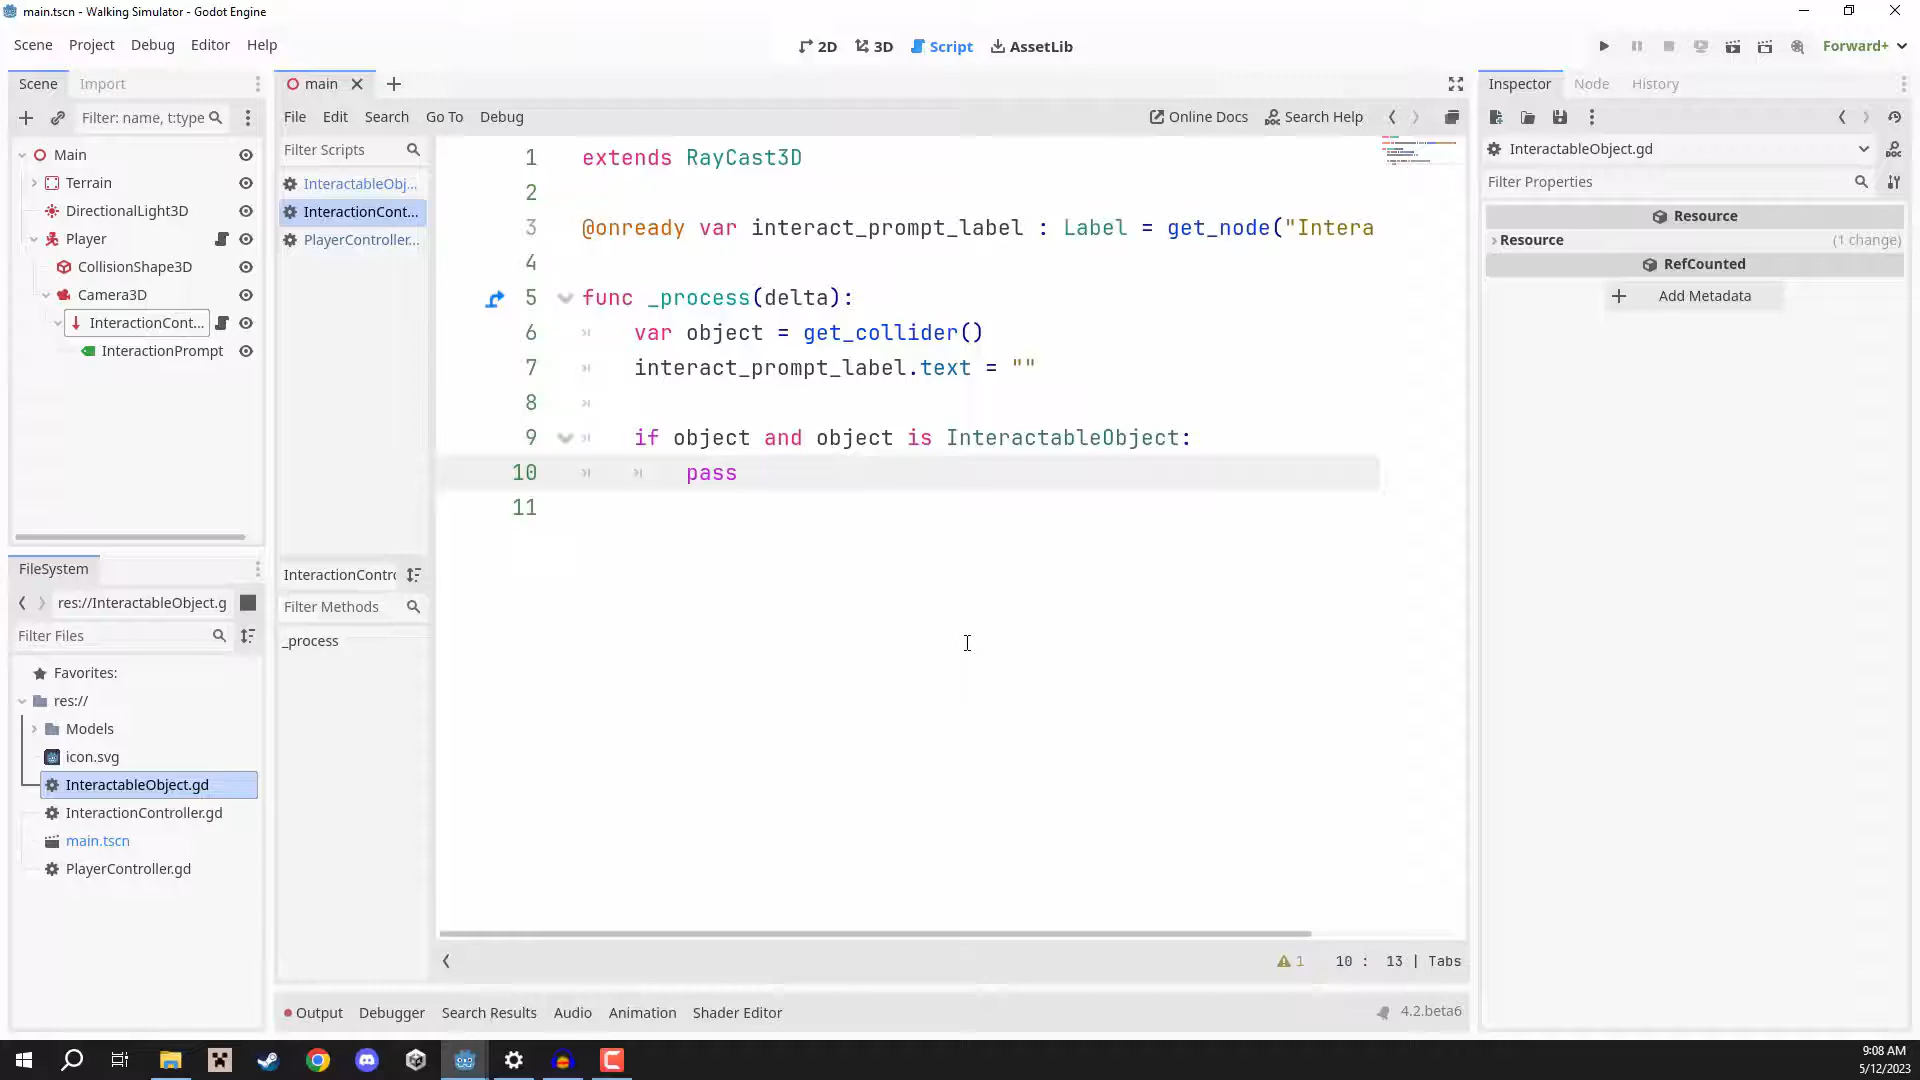 main.tscn - Walking Simulator - Godot Engine
Scene Project Debug Editor Help
2D 3D Script AssetLib
Forward+
Scene Import
Filter: name, t:type
Main
Terrain
DirectionalLight3D
Player
CollisionShape3D
Camera3D
InteractionCont...
InteractionPrompt
FileSystem
res://InteractableObject.g
Filter Files
Favorites:
res://
Models
icon.svg
InteractableObject.gd
InteractionController.gd
main.tscn
PlayerController.gd
main
File Edit Search Go To Debug
Online Docs Search Help
Filter Scripts
InteractableObj...
InteractionCont...
PlayerController...
InteractionContro
Filter Methods
_process
1 extends RayCast3D
2
3 @onready var interact_prompt_label : Label = get_node("Intera
4
5 func _process(delta):
6 var object = get_collider()
7 interact_prompt_label.text = ""
8
9 if object and object is InteractableObject:
10 pass
11
1 10 : 13 | Tabs
Output Debugger Search Results Audio Animation Shader Editor
4.2.beta6
Inspector Node History
InteractableObject.gd
Filter Properties
Resource
Resource (1 change)
RefCounted
Add Metadata
9:08 AM
5/12/2023